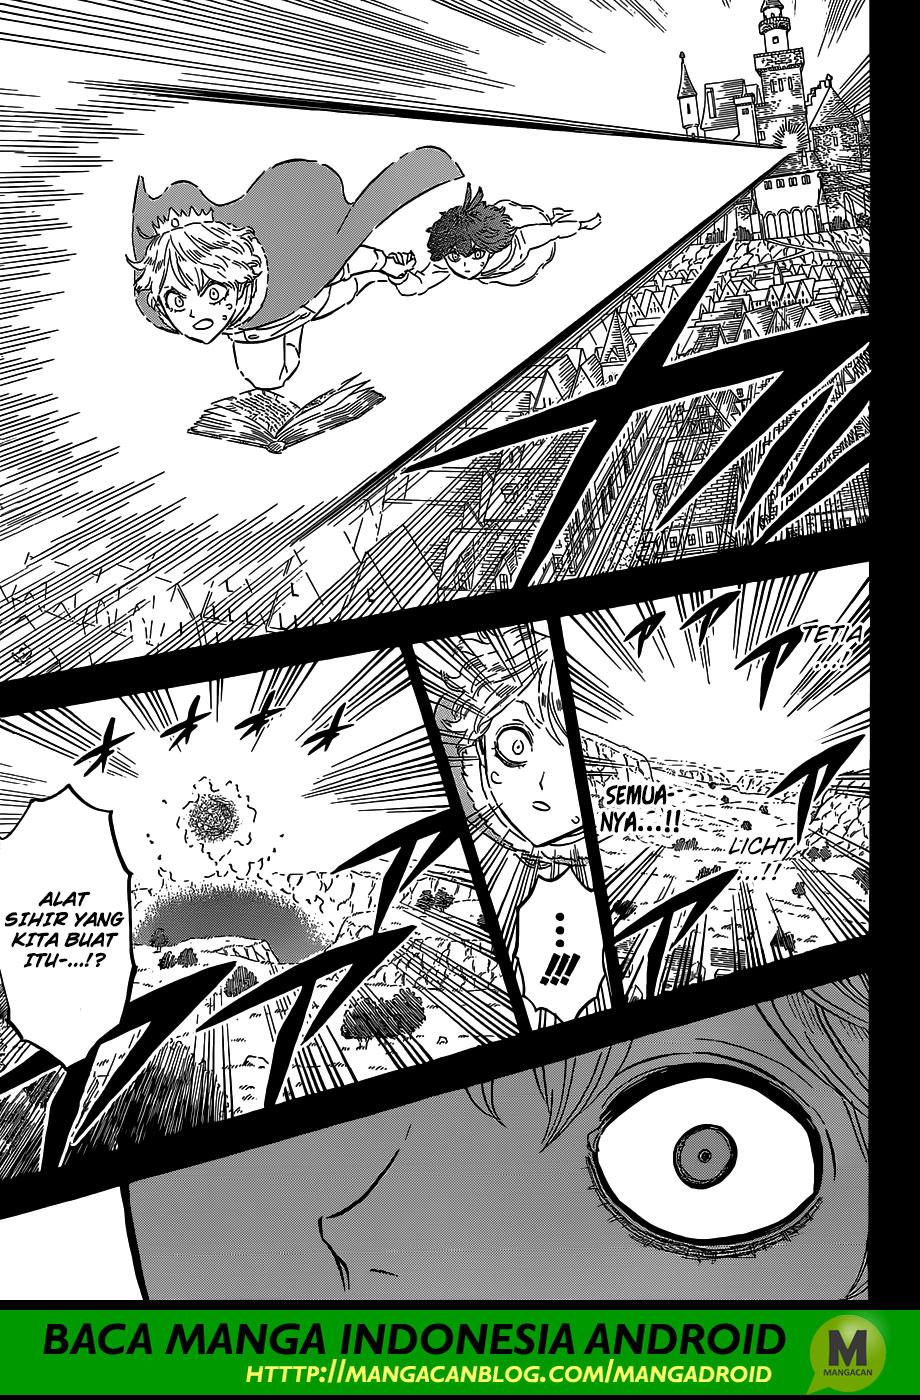 TETIA
....!
SEMUA-
NYA...!!
LICHT
....!!
...!!!
ALAT
SIHIR YANG
KITA BUAT
ITU-...!?
BACA MANGA INDONESIA ANDROID
HTTTP://MANGACANBLOG.COM/MANGADROID
M
MANGACAN